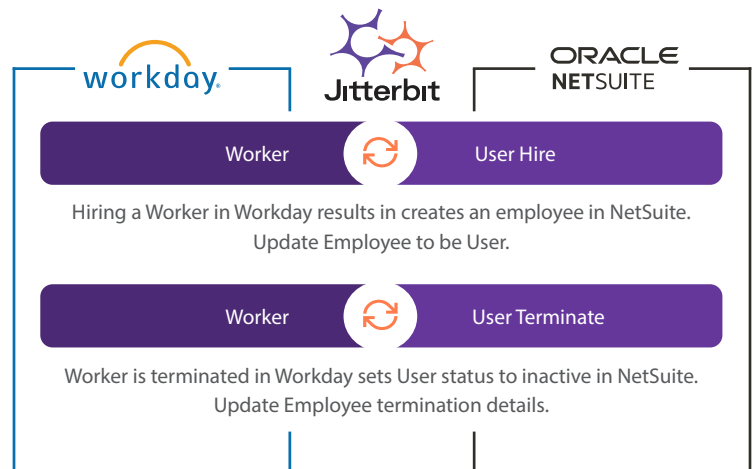 workday.
Jitterbit
ORACLE
NETSUITE
Worker
User Hire
Hiring a Worker in Workday results in creates an employee in NetSuite.
Update Employee to be User.
Worker
User Terminate
Worker is terminated in Workday sets User status to inactive in NetSuite.
Update Employee termination details.